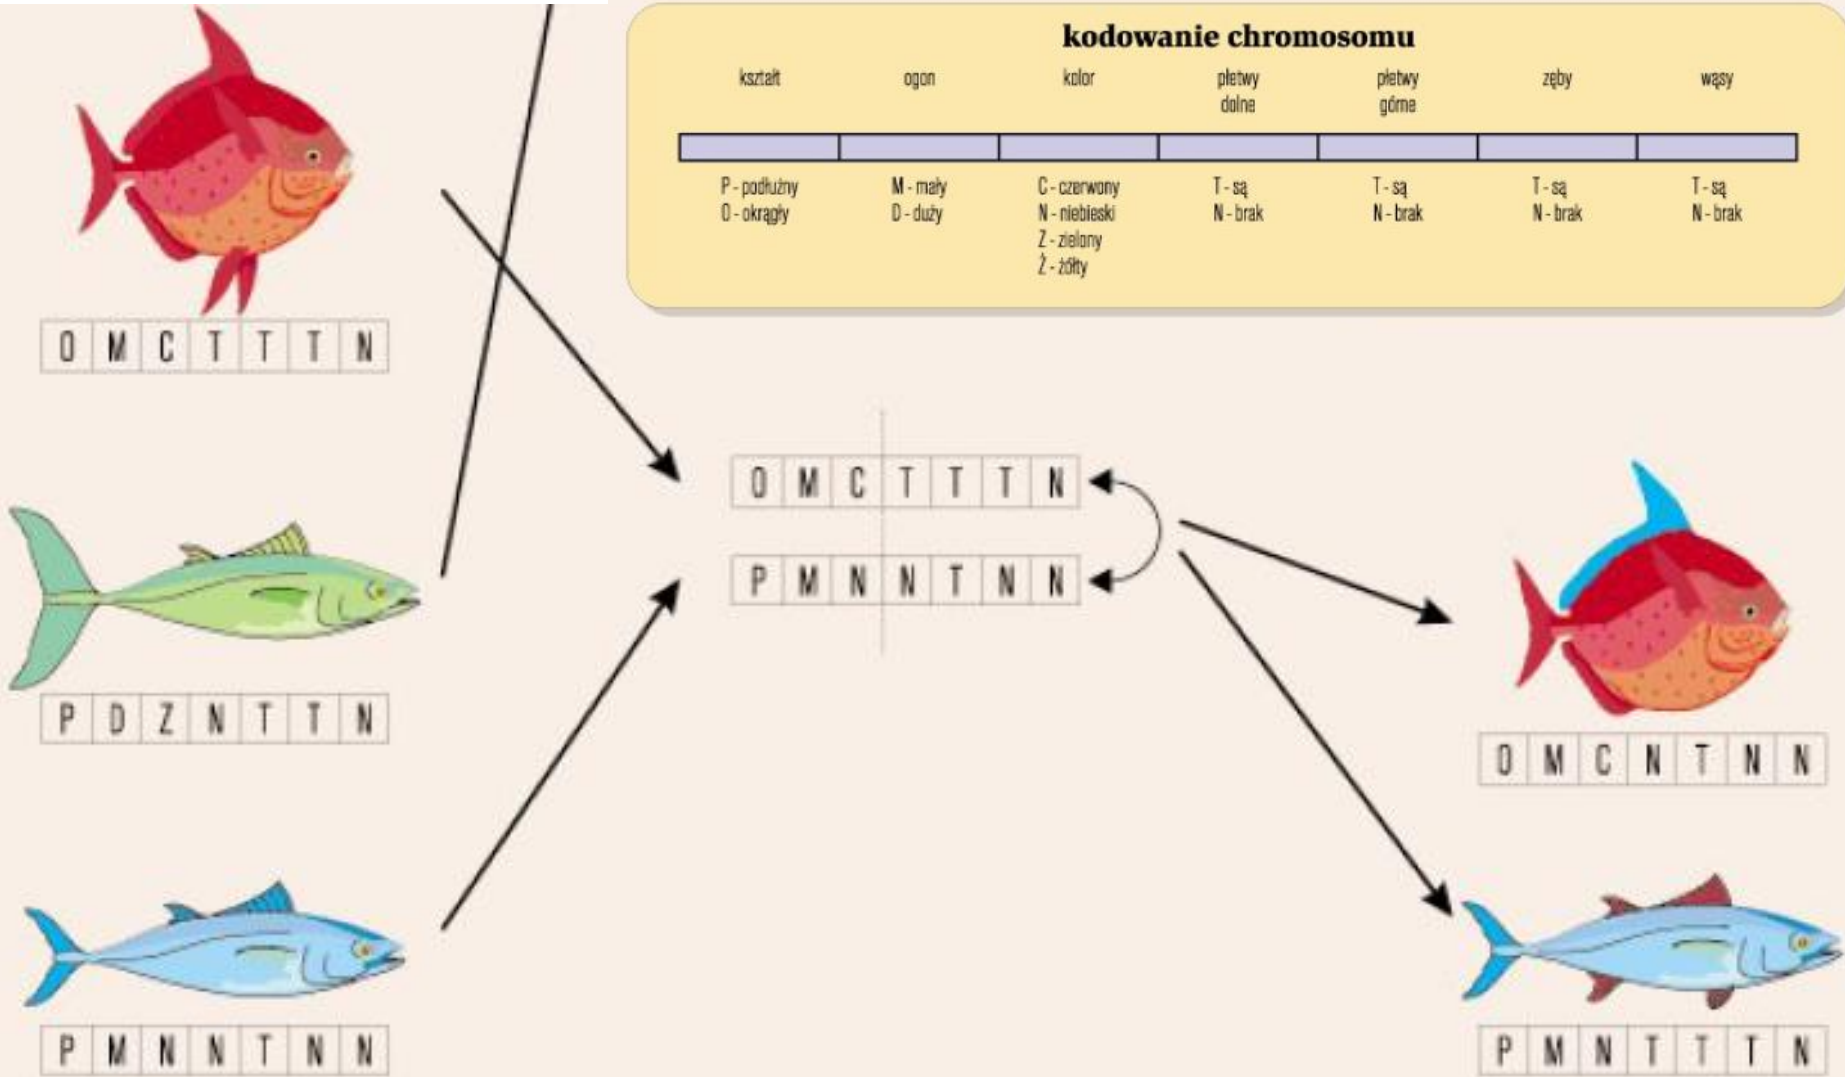 kodowanie chromosomu
kształt ogon kolor płetwy dolne płetwy górne zęby wąsy
P - podłużny M - mały C - czerwony T - są T - są T - są T - są
O - okrągły D - duży N - niebieski N - brak N - brak N - brak N - brak
Z - zielony
Ż - żółty
O M C T T T N
O M C T T T N
P M N N T N N
P D Z N T T N
O M C N T N N
P M N N T N N
P M N T T T N